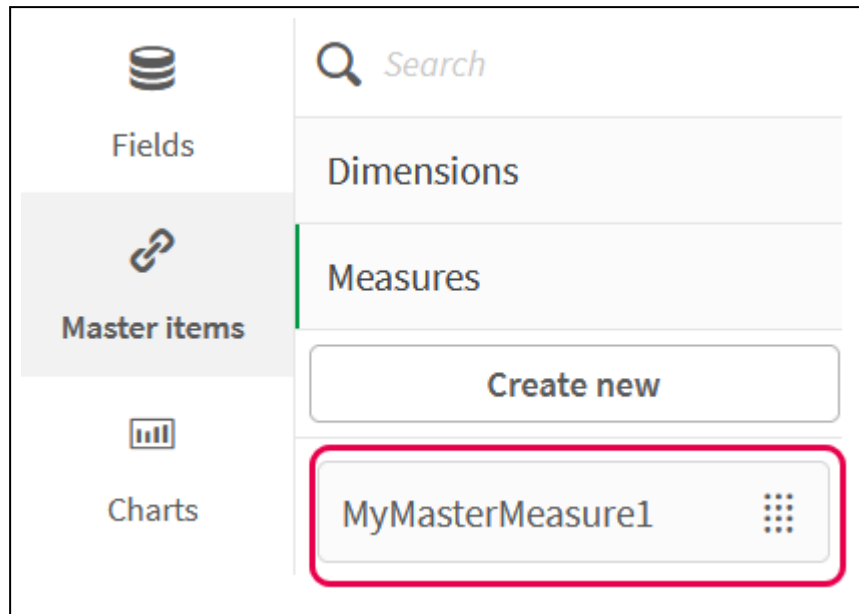 Fields
Master items
Charts
Search
Dimensions
Measures
Create new
MyMasterMeasure1